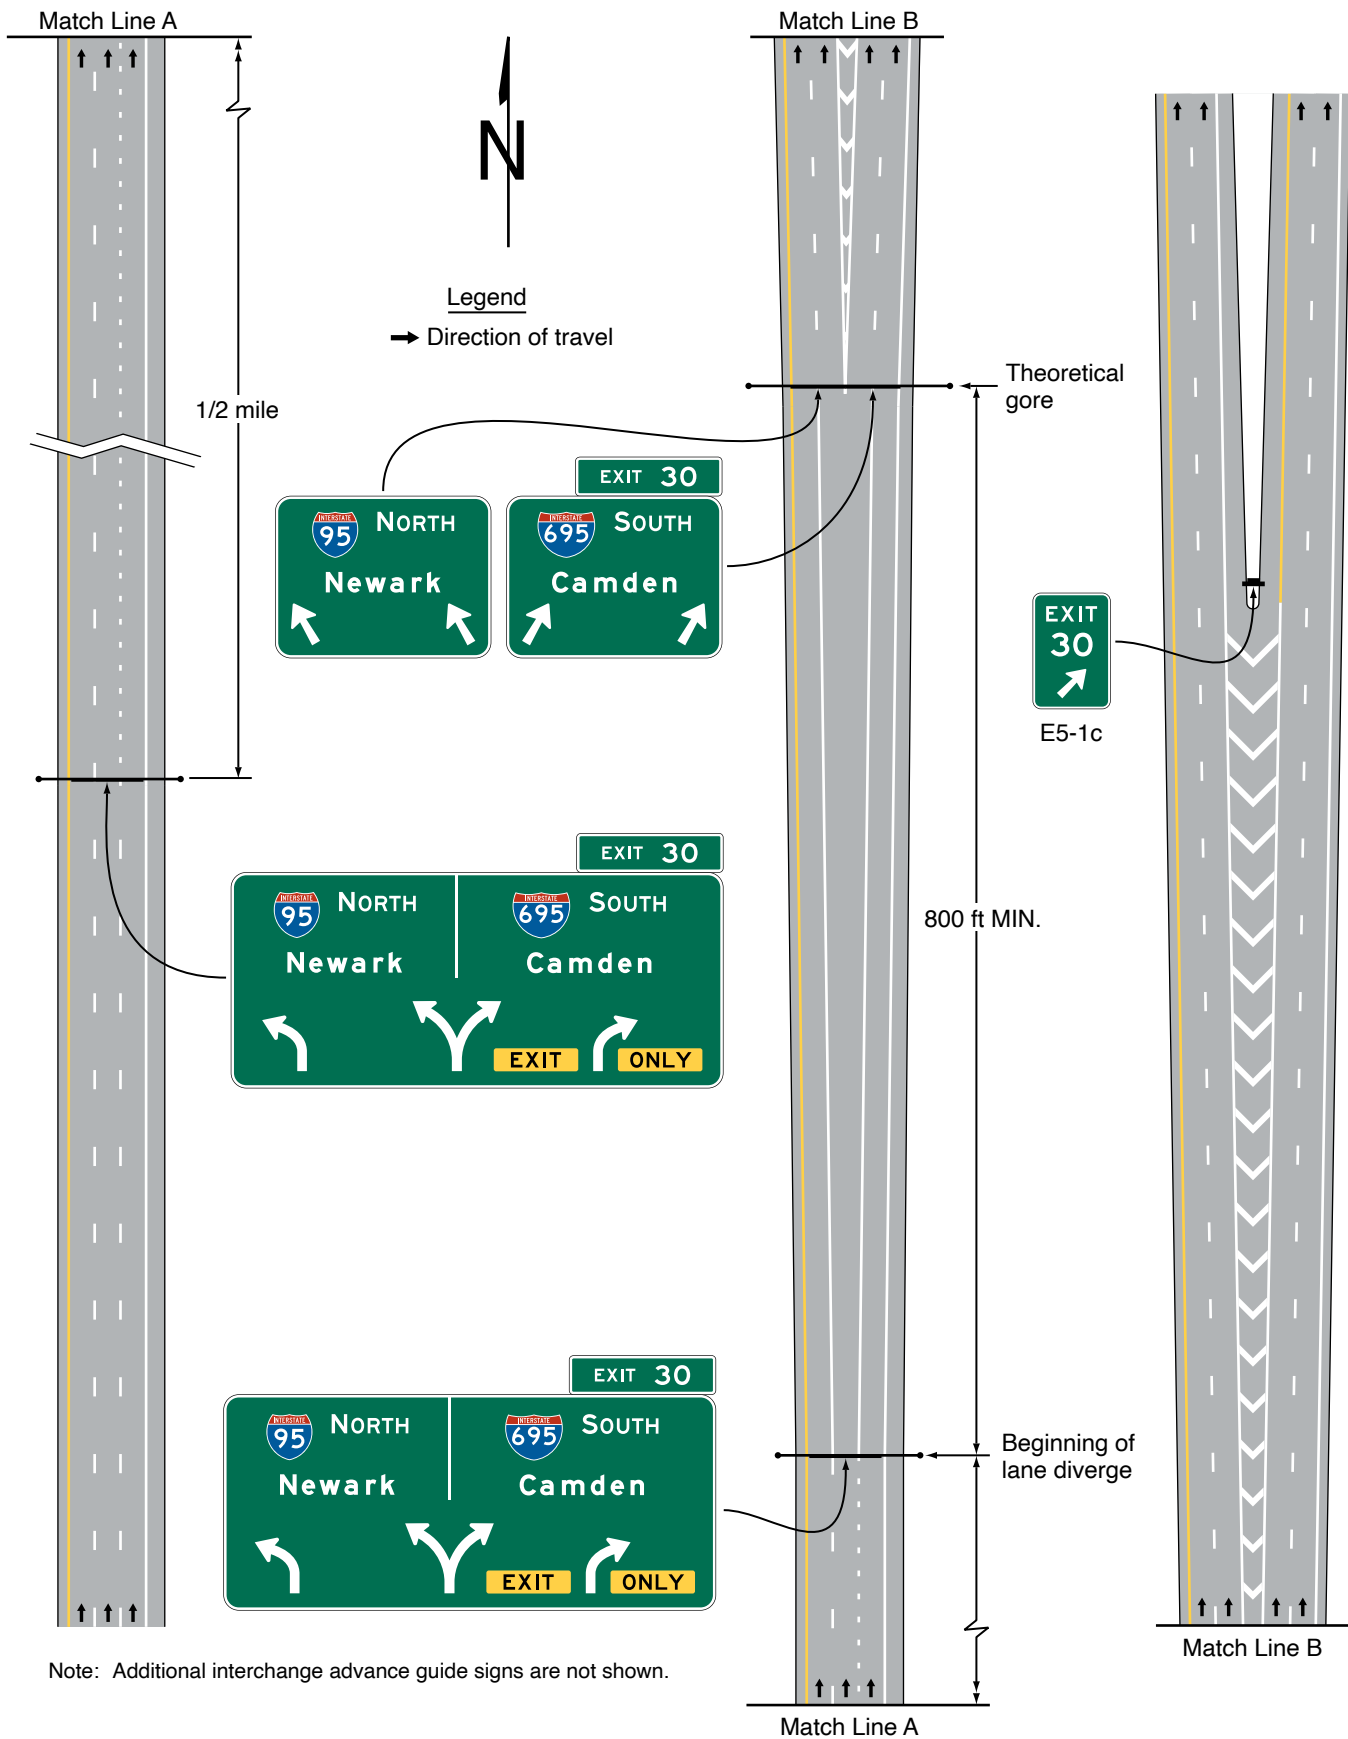 Match Line A
1/2 mile
N
Legend
Direction of travel
INTERSTATE
95
NORTH
Newark
EXIT 30
INTERSTATE
695
SOUTH
Camden
EXIT 30
INTERSTATE
95
NORTH
Newark
INTERSTATE
695
SOUTH
Camden
EXIT
ONLY
EXIT 30
INTERSTATE
95
NORTH
Newark
INTERSTATE
695
SOUTH
Camden
EXIT
ONLY
Note: Additional interchange advance guide signs are not shown.
Match Line B
Theoretical
gore
800 ft MIN.
Beginning of
lane diverge
Match Line A
EXIT
30
E5-1c
Match Line B